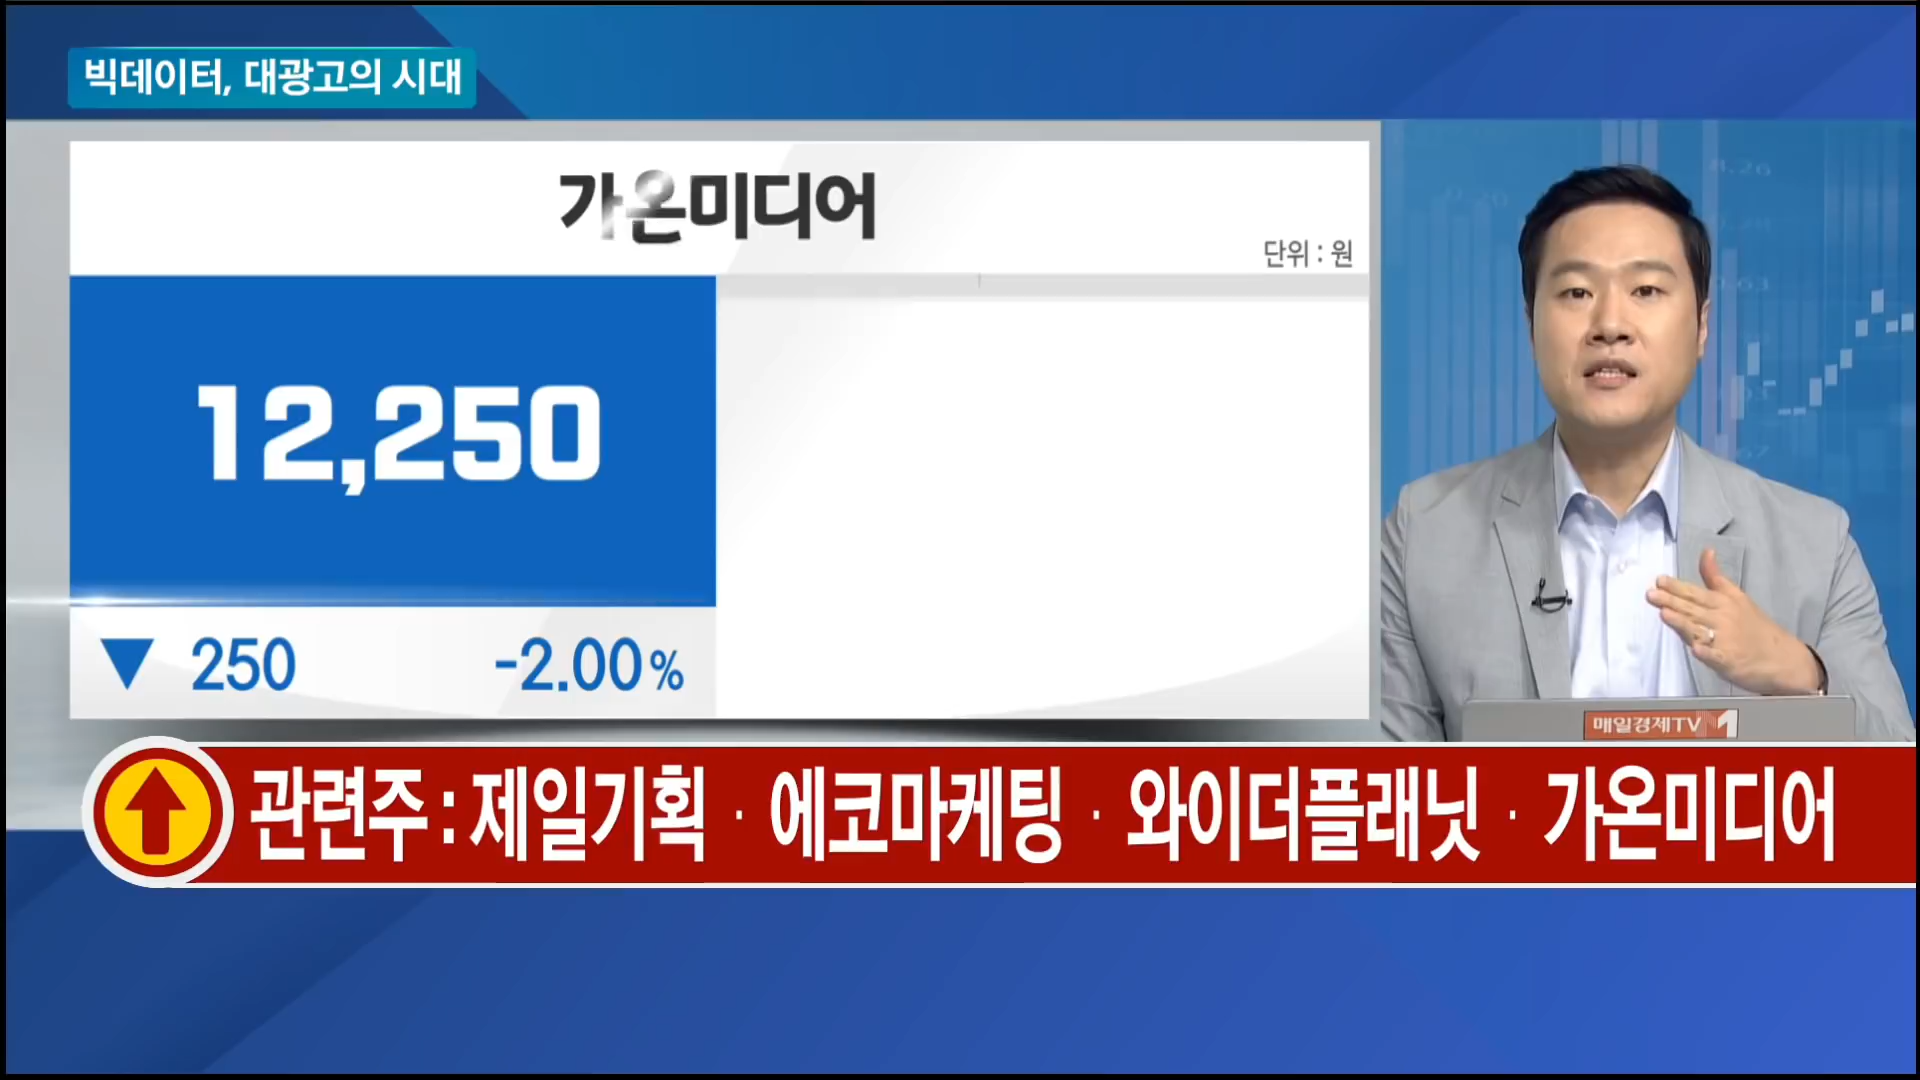 빅데이터, 대광고의 시대
가온미디어
단위 : 원
12,250
▼ 250 -2.00%
매일경제TV
관련주 : 제일기획 · 에코마케팅 · 와이더플래닛 · 가온미디어